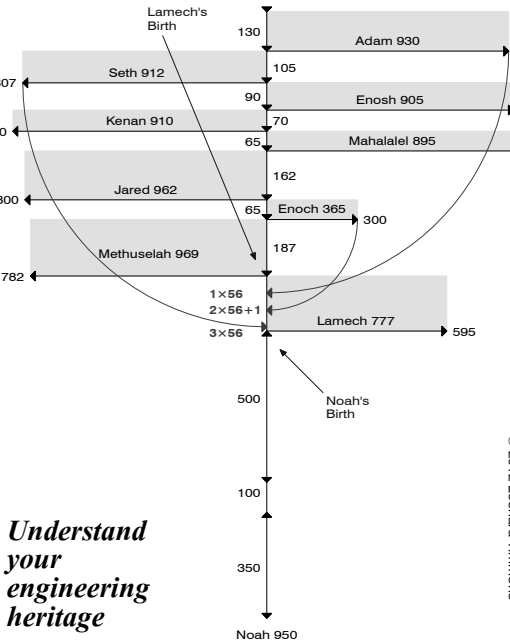 Lamech's
Birth
130
Adam 930
Seth 912
105
90
Enosh 905
Kenan 910
70
65
Mahalalel 895
162
Jared 962
65
Enoch 365
300
187
Methuselah 969
782
1×56
2×56+1
3×56
Lamech 777
595
500
Noah's
Birth
100
350
Understand
your
engineering
heritage
Noah 950